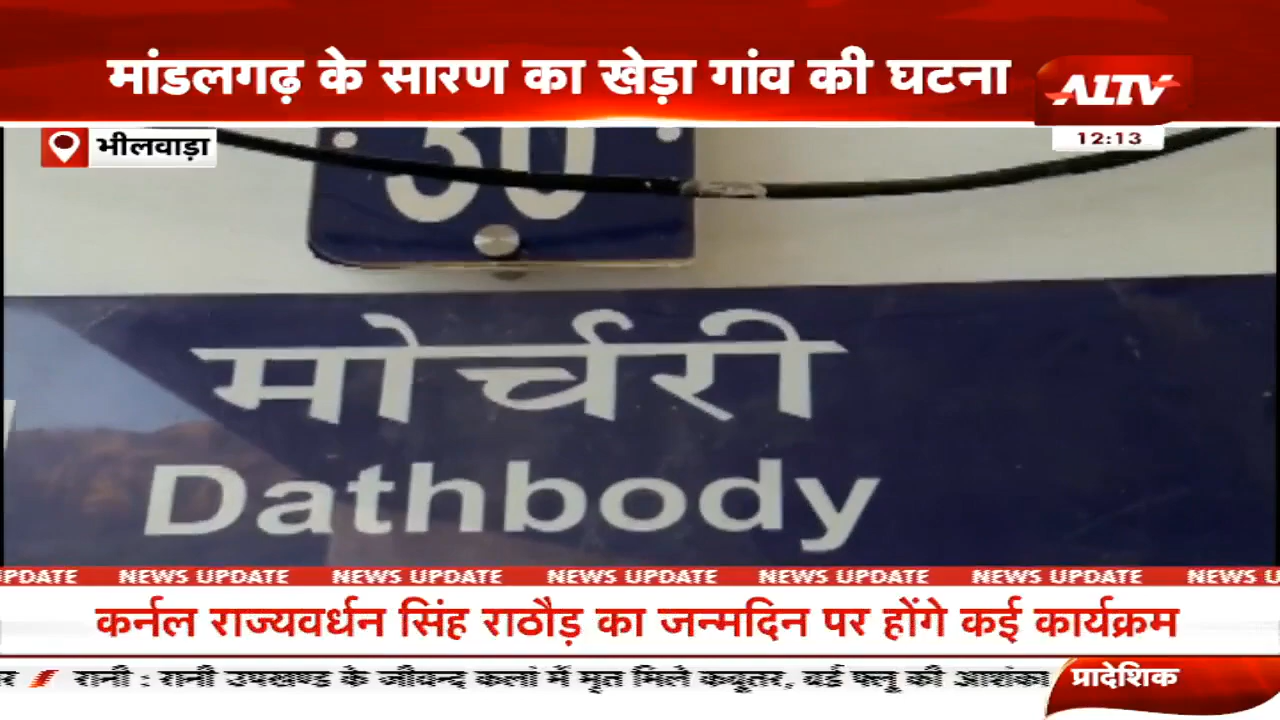 मांडलगढ़ के सारण का खेड़ा गांव की घटना
ALTV
12:13
भीलवाड़ा
30
मोर्चरी
Dathbody
PDATE NEWS UPDATE NEWS UPDATE NEWS UPDATE NEWS UPDATE NEWS UPDATE NEWS U
कर्नल राज्यवर्धन सिंह राठौड़ का जन्मदिन पर होंगे कई कार्यक्रम
र / रानी : रानी उपखण्ड के जीवन्द कलां में मृत मिले कबूतर, बर्ड फ्लू की आशंका
प्रादेशिक